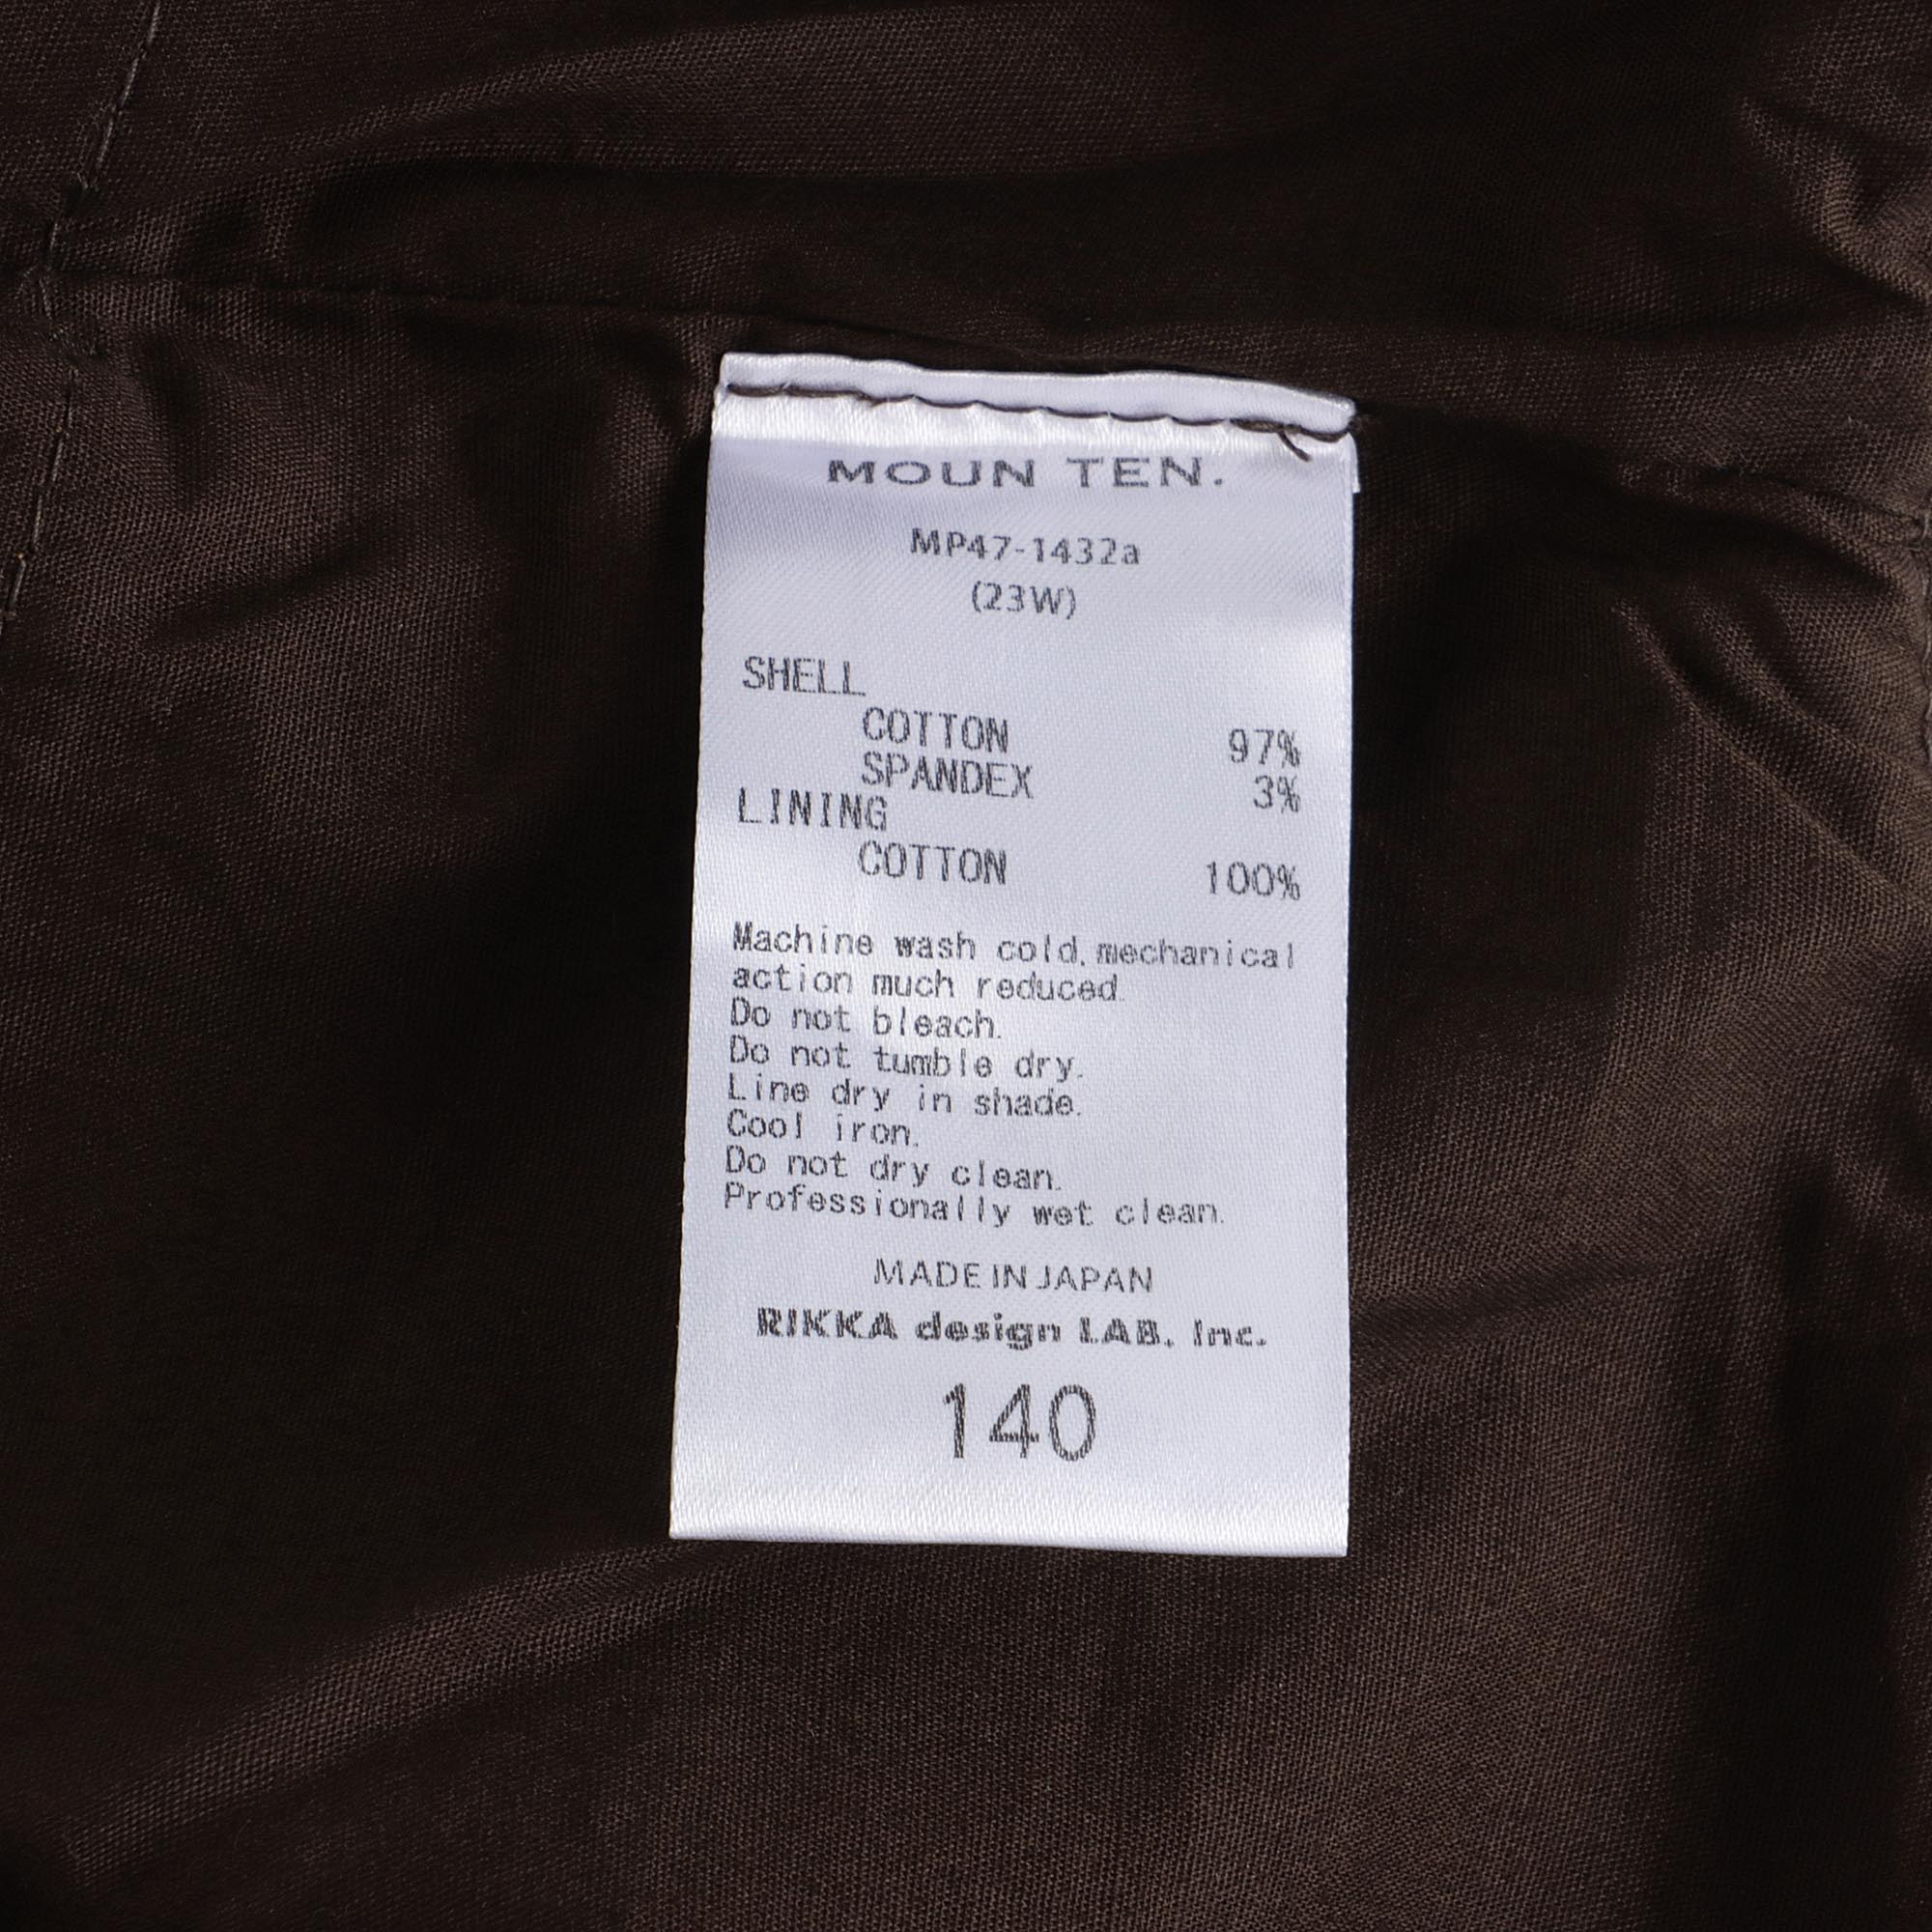 MOUN TEN.
MP47-1432a
(23W)
SHELL
COTTON 97%
SPANDEX 3%
LINING
COTTON 100%
Machine wash cold, mechanical
action much reduced.
Do not bleach.
Do not tumble dry.
Line dry in shade.
Cool iron.
Do not dry clean.
Professionally wet clean.
MADE IN JAPAN
RIKKA design LAB. Inc.
140